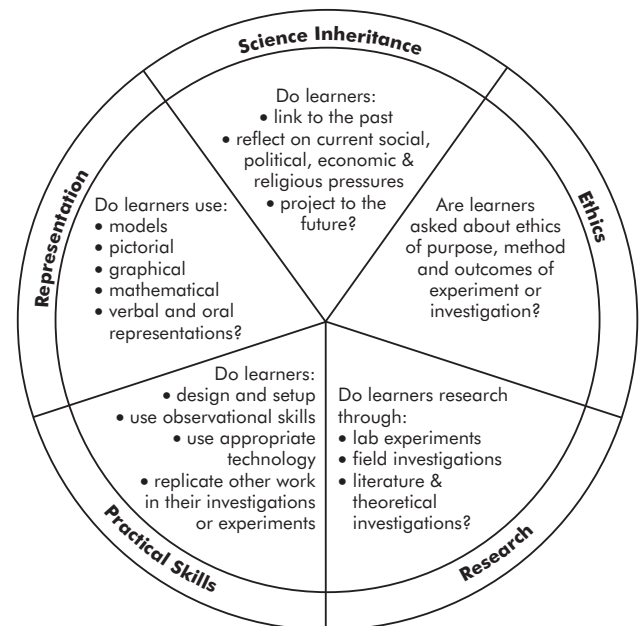 Science Inheritance
Do learners:
• link to the past
• reflect on current social,
political, economic &
religious pressures
• project to the
future?
Ethics
Are learners
asked about ethics
of purpose, method
and outcomes of
experiment or
investigation?
Research
Do learners research
through:
• lab experiments
• field investigations
• literature &
theoretical
investigations?
Practical Skills
Do learners:
• design and setup
• use observational skills
• use appropriate
technology
• replicate other work
in their investigations
or experiments
Representation
Do learners use:
• models
• pictorial
• graphical
• mathematical
• verbal and oral
representations?